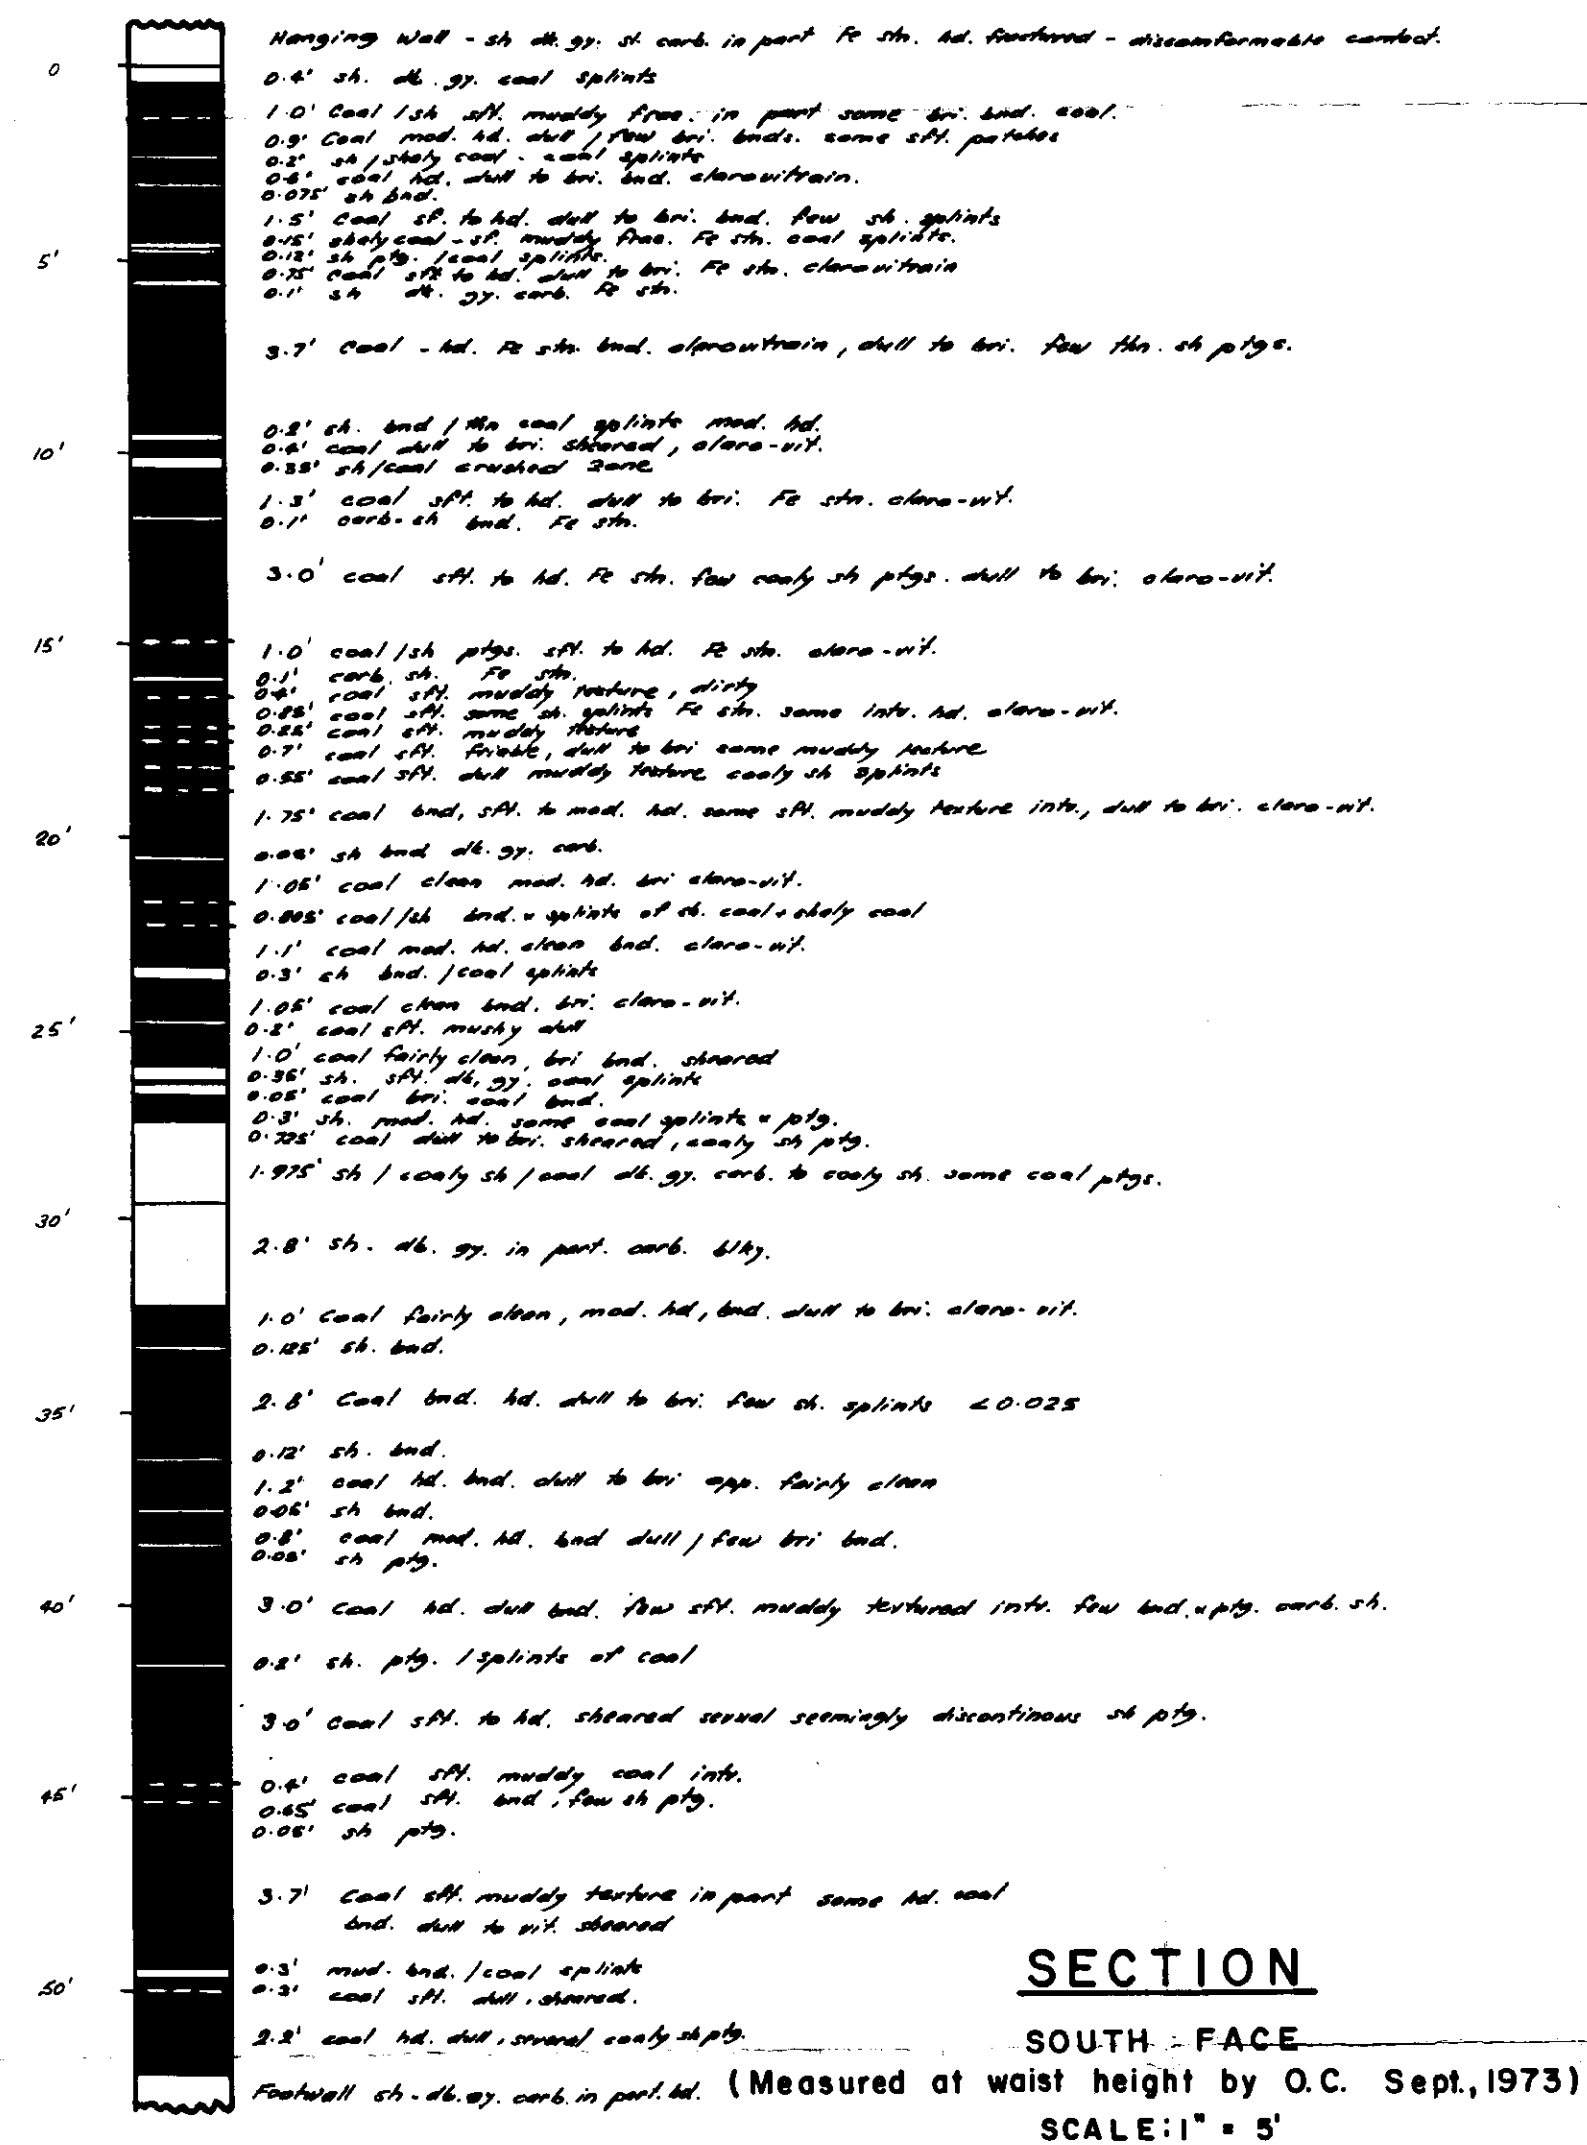 Hanging Wall - sh dk. gy. sl. carb. in part Fe stn. hd. fractured - discomformable contact.
0
0.4' sh. dk. gy. coal splints
1.0' Coal / sh sft. muddy frac. in part some bri. bnd. coal.
0.9' Coal mod. hd. dull / few bri. bnds. some sft. patches
0.2' sh / shaly coal - coal splints
0.6' coal hd. dull to bri. bnd. clarovitrain.
0.075' sh bnd.
1.5' Coal sf. to hd. dull to bri. bnd. few sh. splints
0.15' shaly coal - sf. muddy frac. Fe stn. coal splints.
5'
0.12' sh ptg. / coal splints.
0.75' Coal sft to hd. dull to bri. Fe stn. clarovitrain
0.1' sh dk. gy. carb. Fe stn.
3.7' Coal - hd. Fe stn. bnd. clarovitrain, dull to bri. few thn. sh ptgs.
0.2' sh. bnd / thn coal splints mod. hd.
10'
0.4' coal dull to bri. sheared, claro-vit.
sh/coal crushed zone
1.3' coal sft. to hd. dull to bri. Fe stn. claro-vit.
0.1' carb-sh bnd. Fe stn.
3.0' coal sft. to hd. Fe stn. few coaly sh ptgs. dull to bri. claro-vit.
15'
1.0' coal / sh ptgs. sft. to hd. Fe stn. claro-vit.
0.1' carb. sh. Fe stn.
0.4' coal sft. muddy texture, dirty
coal sft. some sh. splints Fe stn. some intv. hd. claro-vit.
coal sft. muddy texture
0.7' coal sft. friable, dull to bri some muddy texture
0.55' coal sft. dull muddy texture coaly sh splints
1.75' coal bnd, sft. to mod. hd. some sft. muddy texture intv., dull to bri. claro-vit.
20'
sh bnd dk. gy. carb.
1.05' coal clean mod. hd. bri claro-vit.
coal/sh bnd. & splints of sh. coal + shaly coal
1.1' coal mod. hd. clean bnd. claro-vit.
0.3' sh bnd. / coal splints
1.05' coal clean bnd. bri. claro-vit.
25'
0.2' coal sft. mushy dull
1.0' coal fairly clean, bri bnd. sheared
sh. sft. dk. gy. coal splints
0.05' coal bri. coal bnd.
0.3' sh. mod. hd. some coal splints & ptg.
coal dull to bri. sheared, coaly sh ptg.
1.975' sh / coaly sh / coal dk. gy. carb. to coaly sh. some coal ptgs.
30'
2.8' sh. dk. gy. in part. carb. blky.
1.0' Coal fairly clean, mod. hd, bnd. dull to bri. claro-vit.
0.125' sh. bnd.
35'
2.8' Coal bnd. hd. dull to bri. few sh. splints <0.025
0.12' sh. bnd.
1.2' coal hd. bnd. dull to bri app. fairly clean
sh bnd.
0.8' coal mod. hd. bnd dull / few bri bnd.
sh ptg.
40'
3.0' Coal hd. dull bnd. few sft. muddy textured intv. few bnd. & ptg. carb. sh.
0.2' sh. ptg. / splints of coal
3.0' Coal sft. to hd. sheared several seemingly discontinous sh ptg.
0.4' coal sft. muddy coal intv.
45'
coal sft. bnd, few sh ptg.
sh ptg.
3.7' Coal sft. muddy texture in part some hd. coal
bnd. dull to vit. sheared
0.3' mud. bnd. / coal splints
50'
0.3' coal sft. dull, sheared.
2.2' coal hd. dull, several coaly sh ptg.
Footwall sh - dk. gy. carb. in part. hd.
SECTION
SOUTH FACE
(Measured at waist height by O.C. Sept., 1973)
SCALE: 1" = 5'